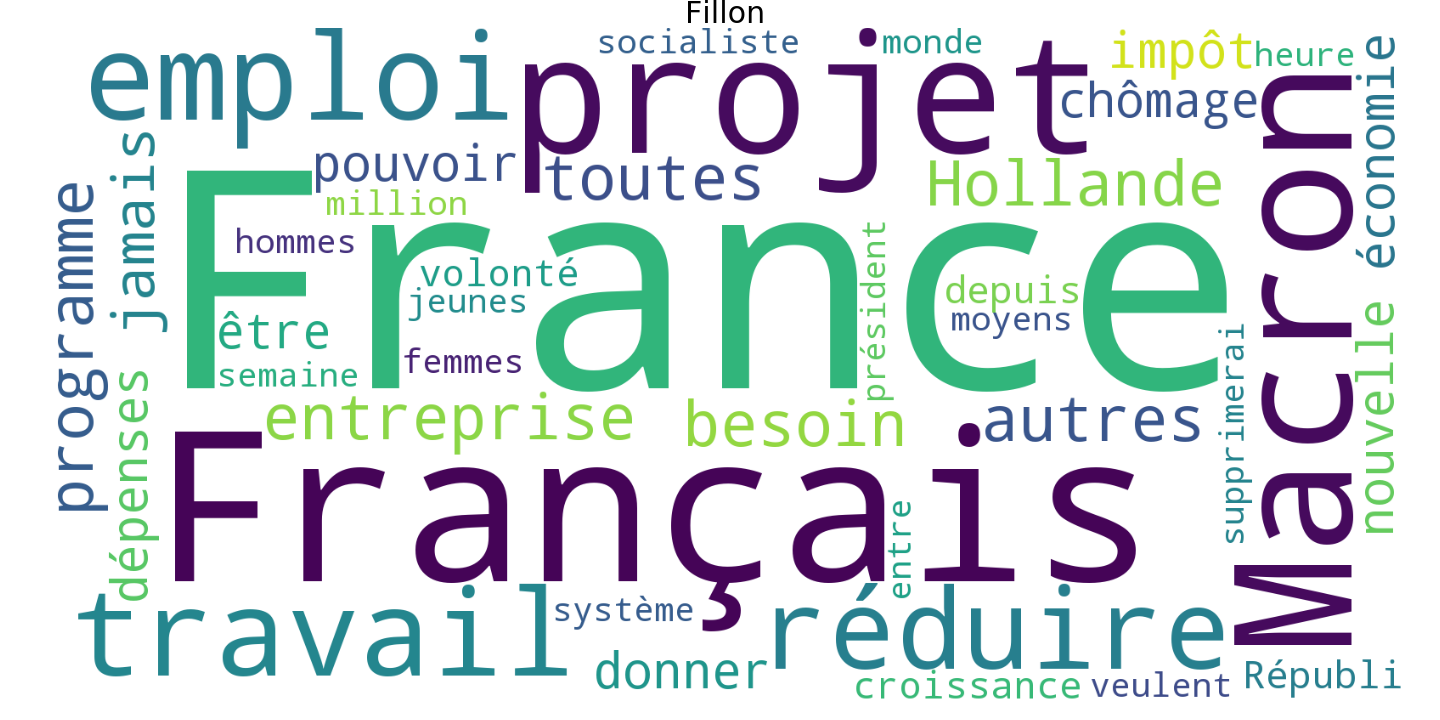 Fillon
emploi
projet
socialiste
monde
impôt
heure
chômage
Macron
économie
pouvoir
toutes
Hollande
million
jamais
programme
France
hommes
volonté
jeunes
président
depuis
moyens
être
semaine
femmes
supprimerai
nouvelle
dépenses
entreprise
besoin
autres
Français
entre
travail
système
réduire
donner
croissance
veulent
Républi